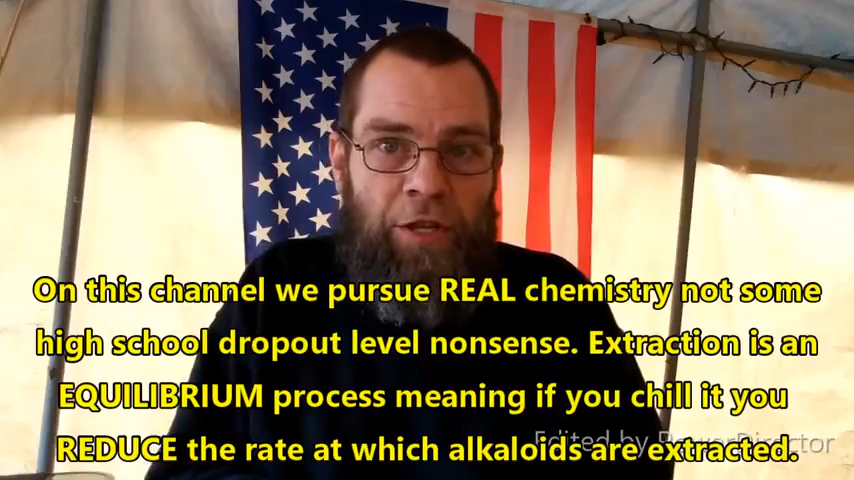 On this channel we pursue REAL chemistry not some
high school dropout level nonsense. Extraction is an
EQUILIBRIUM process meaning if you chill it you
REDUCE the rate at which alkaloids are extracted.
Edited by PowerDirector